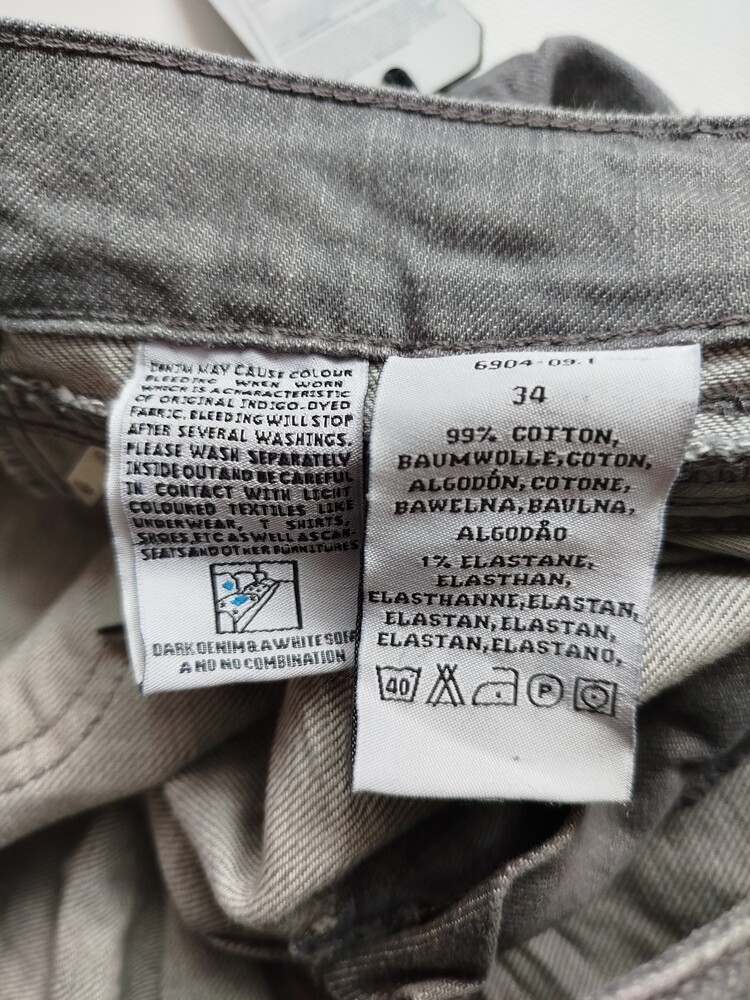 DENIM MAY CAUSE COLOUR
BLEEDING WHEN WORN
WHICH IS A CHARACTERISTIC
OF ORIGINAL INDIGO-DYED
FABRIC. BLEEDING WILL STOP
AFTER SEVERAL WASHINGS.
PLEASE WASH SEPARATELY
INSIDE OUT AND BE CAREFUL
IN CONTACT WITH LIGHT
COLOURED TEXTILES LIKE
UNDERWEAR, T SHIRTS,
SHOES, ETC AS WELL AS CAR-
SEATS AND OTHER FURNITURES
DARK DENIM & A WHITE SOFA
A NO NO COMBINATION
6904-09.1
34
99% COTTON,
BAUMWOLLE,COTON,
ALGODÓN, COTONE,
BAWELNA, BAULNA,
ALGODÅO
1% ELASTANE,
ELASTHAN,
ELASTHANNE,ELASTAN,
ELASTAN, ELASTAN,
ELASTAN,ELASTANO,
40 P